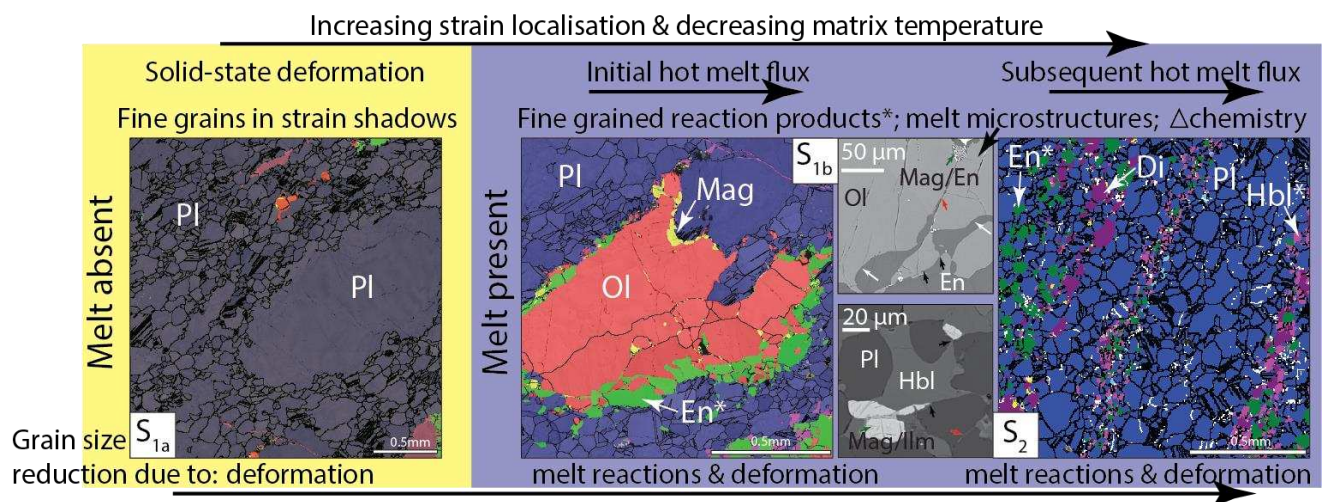 Increasing strain localisation & decreasing matrix temperature
Solid-state deformation
Initial hot melt flux
Subsequent hot melt flux
Fine grains in strain shadows
Fine grained reaction products*; melt microstructures; △chemistry
Melt absent
Pl
Pl
S1a
0.5mm
Melt present
Pl
Mag
Ol
En*
S1b
0.5mm
50 µm
Mag/En
Ol
En
20 µm
Pl
Hbl
Mag/Ilm
En*
Di
Pl
Hbl*
S2
0.5mm
Grain size
reduction due to: deformation
melt reactions & deformation
melt reactions & deformation